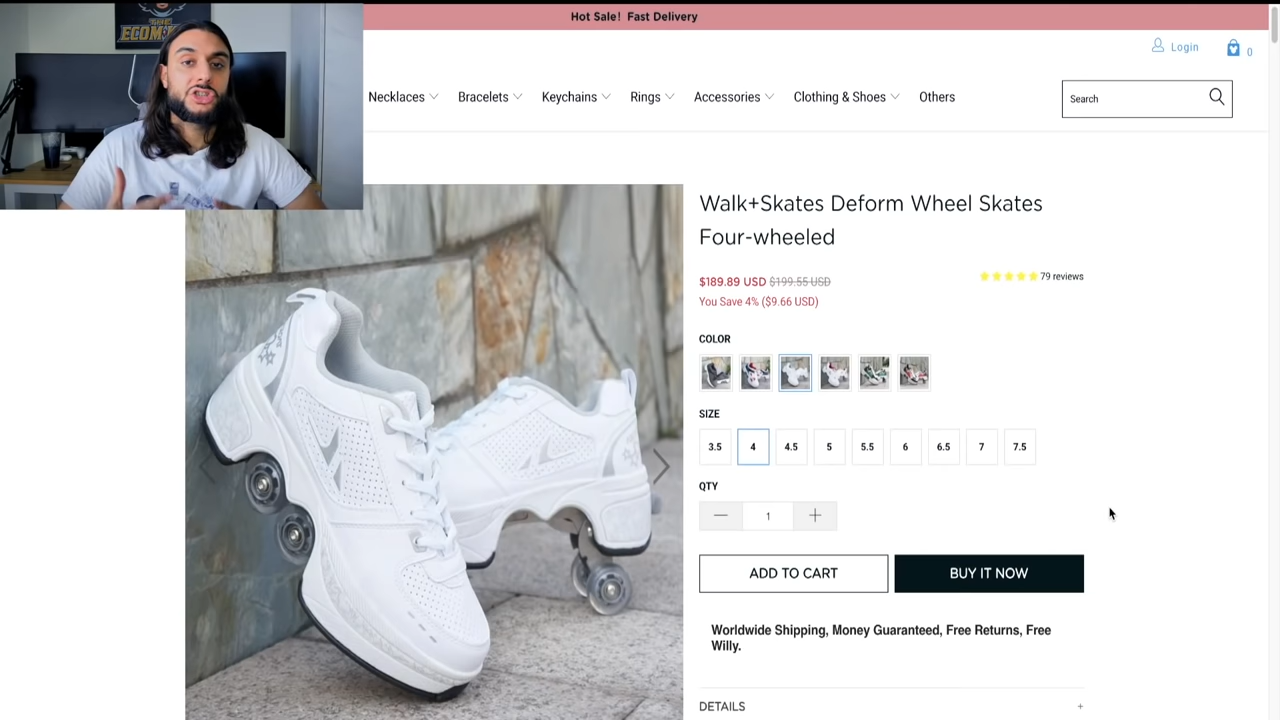 Hot Sale! Fast Delivery
ECOM
Login
0
Necklaces
Bracelets
Keychains
Rings
Accessories
Clothing & Shoes
Others
Search
Walk+Skates Deform Wheel Skates
Four-wheeled
$189.89 USD $199.55 USD
79 reviews
You Save 4% ($9.66 USD)
COLOR
SIZE
3.5
4
4.5
5
5.5
6
6.5
7
7.5
QTY
1
ADD TO CART
BUY IT NOW
Worldwide Shipping, Money Guaranteed, Free Returns, Free
Willy.
DETAILS